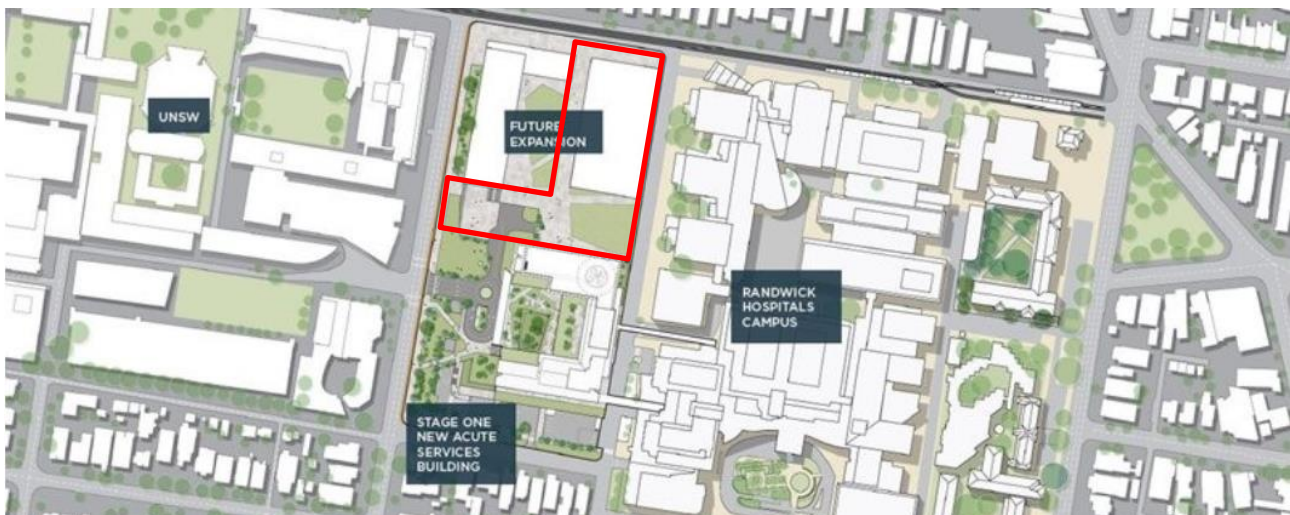 UNSW
FUTURE
EXPANSION
RANDWICK
HOSPITALS
CAMPUS
STAGE ONE
NEW ACUTE
SERVICES
BUILDING